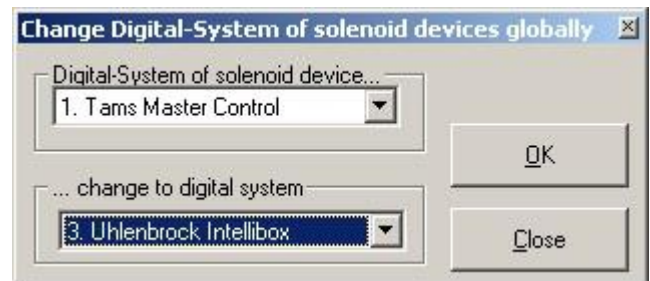 Change Digital-System of solenoid devices globally
Digital-System of solenoid device...
1. Tams Master Control
OK
... change to digital system
3. Uhlenbrock Intellibox
Close